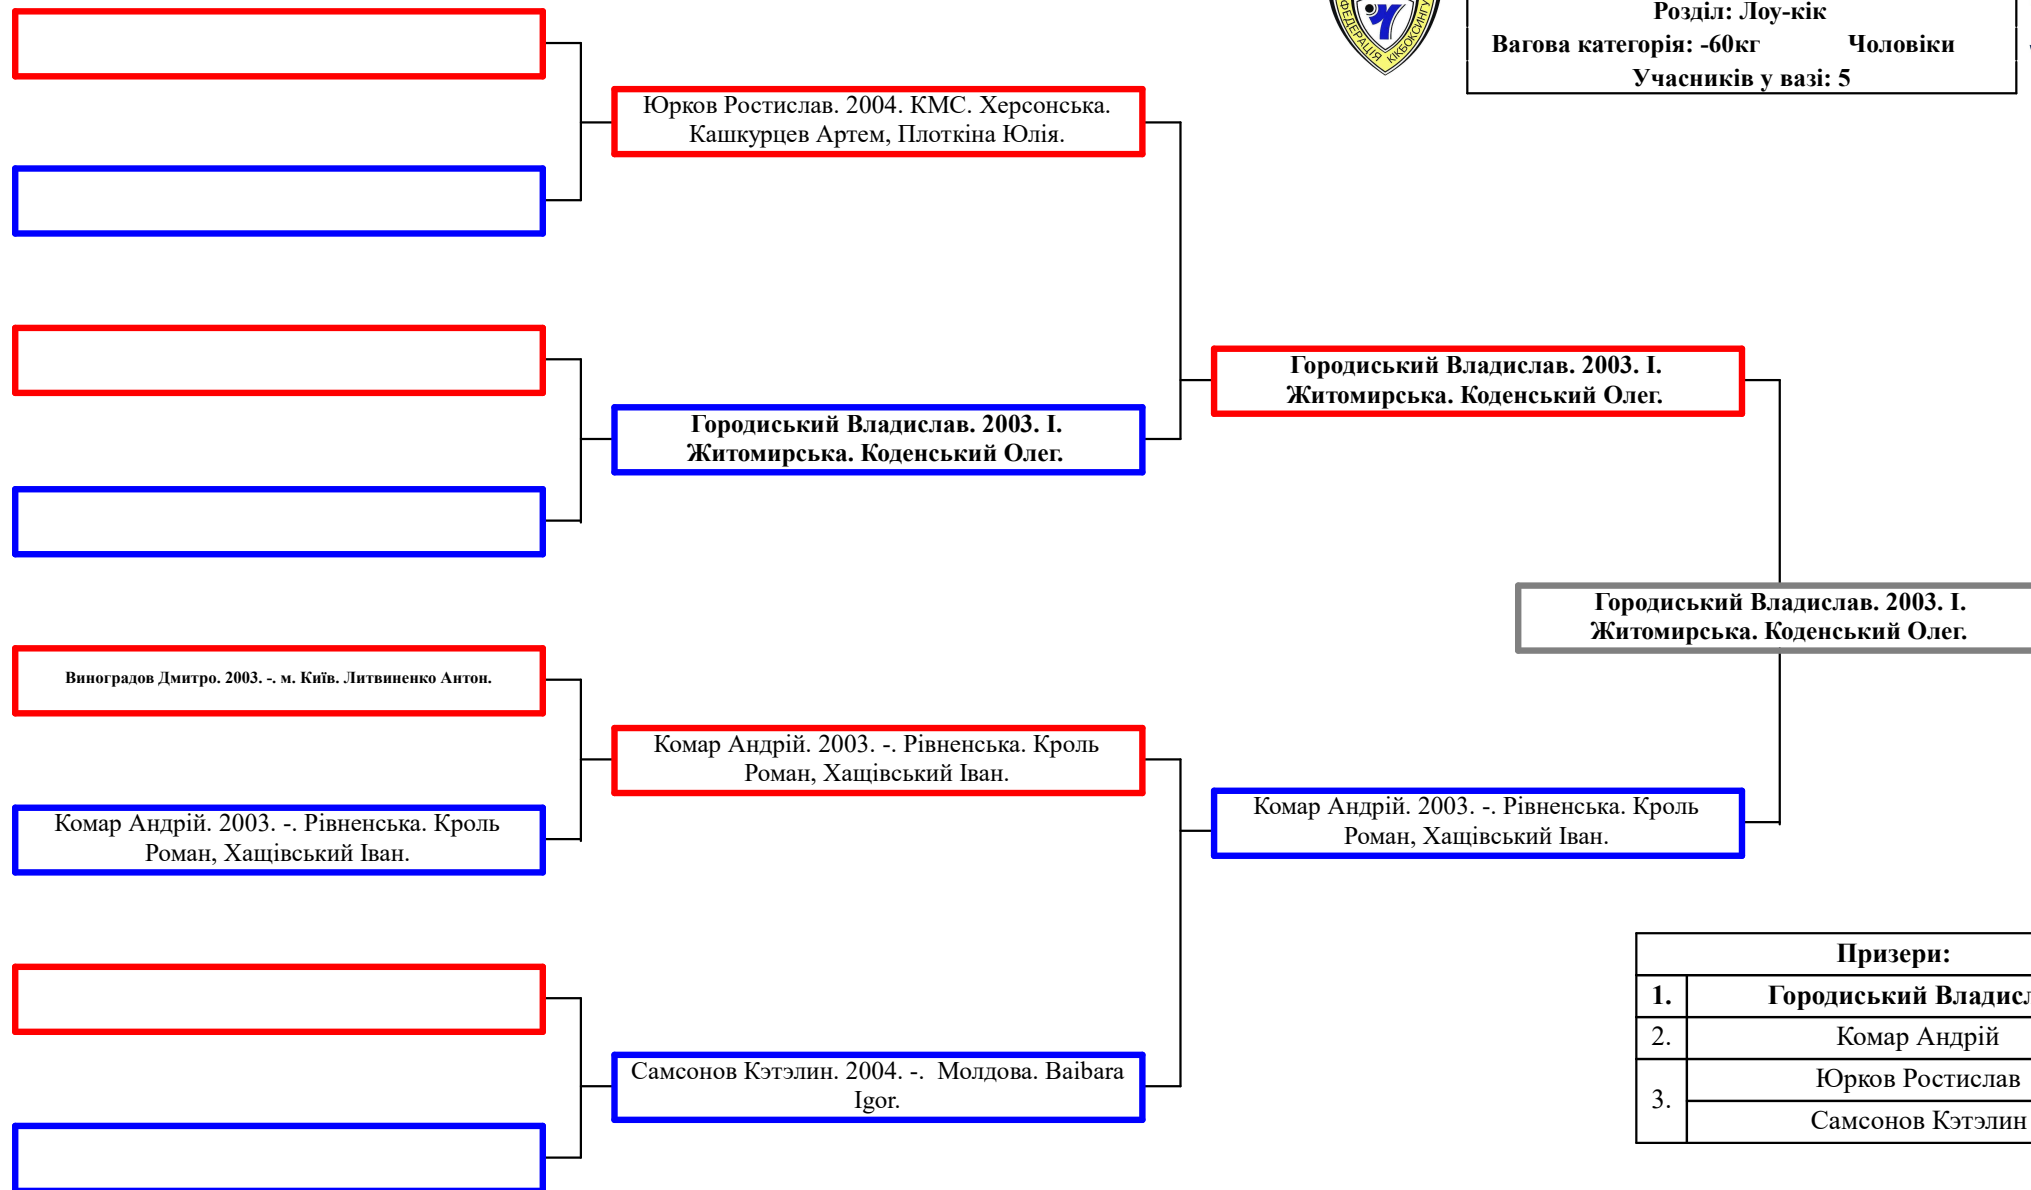 ФЕДЕРАЦІЯ КІКБОКСИНГУ
Розділ: Лоу-кік
Вагова категорія: -60кг Чоловіки
Учасників у вазі: 5
Юрков Ростислав. 2004. КМС. Херсонська.
Кашкурцев Артем, Плоткіна Юлія.
Городиський Владислав. 2003. І.
Житомирська. Коденський Олег.
Городиський Владислав. 2003. І.
Житомирська. Коденський Олег.
Городиський Владислав. 2003. І.
Житомирська. Коденський Олег.
Виноградов Дмитро. 2003. -. м. Київ. Литвиненко Антон.
Комар Андрій. 2003. -. Рівненська. Кроль
Роман, Хащівський Іван.
Комар Андрій. 2003. -. Рівненська. Кроль
Роман, Хащівський Іван.
Комар Андрій. 2003. -. Рівненська. Кроль
Роман, Хащівський Іван.
Самсонов Кэтэлин. 2004. -. Молдова. Baibara
Igor.
Призери:
1. Городиський Владисл
2. Комар Андрій
3. Юрков Ростислав
Самсонов Кэтэлин